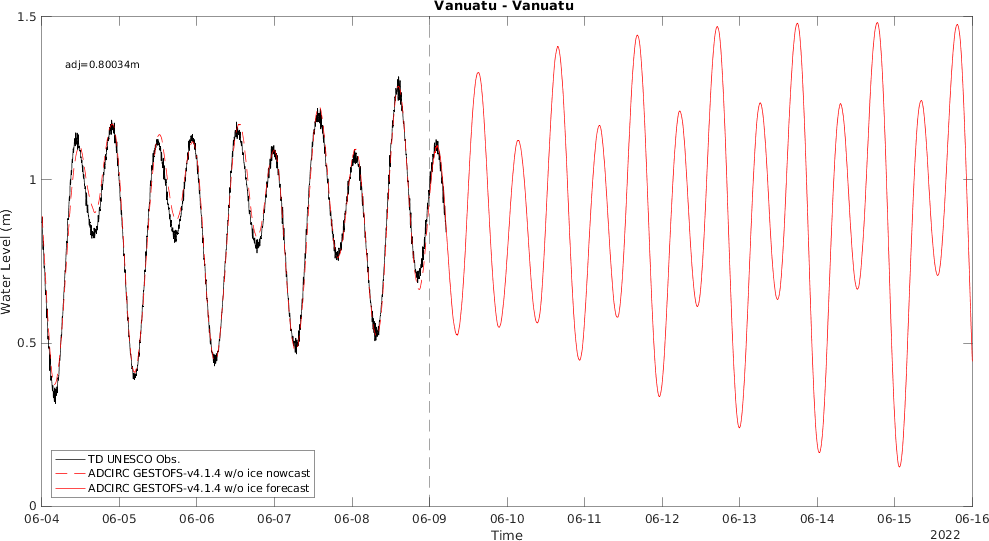 Vanuatu - Vanuatu
adj=0.80034m
1.5
1
0.5
0
Water Level (m)
TD UNESCO Obs.
ADCIRC GESTOFS-v4.1.4 w/o ice nowcast
ADCIRC GESTOFS-v4.1.4 w/o ice forecast
06-04 06-05 06-06 06-07 06-08 06-09 06-10 06-11 06-12 06-13 06-14 06-15 06-16
Time
2022